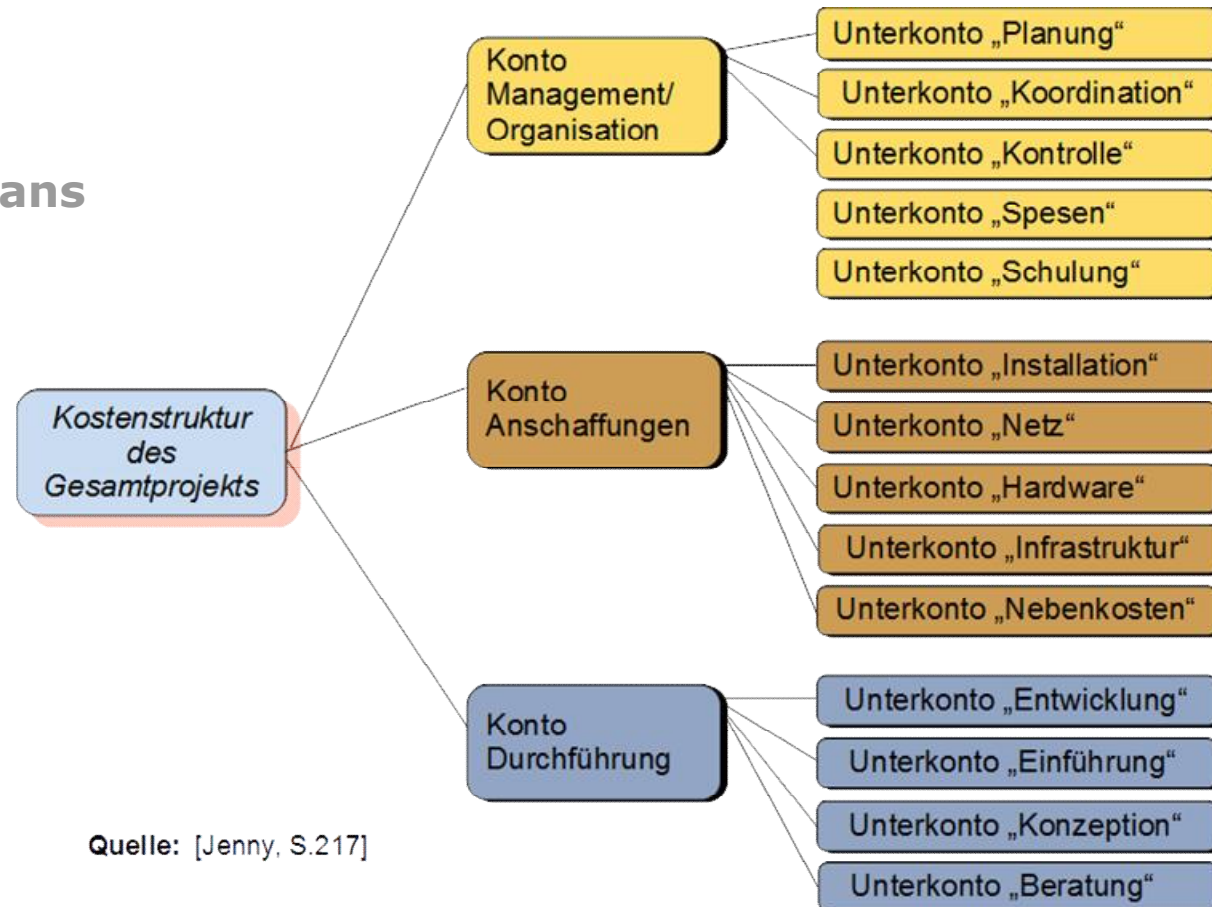 ans
Kostenstruktur
des
Gesamtprojekts
Konto
Management/
Organisation
Unterkonto „Planung“
Unterkonto „Koordination“
Unterkonto „Kontrolle“
Unterkonto „Spesen“
Unterkonto „Schulung“
Konto
Anschaffungen
Unterkonto „Installation“
Unterkonto „Netz“
Unterkonto „Hardware“
Unterkonto „Infrastruktur“
Unterkonto „Nebenkosten“
Konto
Durchführung
Unterkonto „Entwicklung“
Unterkonto „Einführung“
Unterkonto „Konzeption“
Unterkonto „Beratung“
Quelle: [Jenny, S.217]